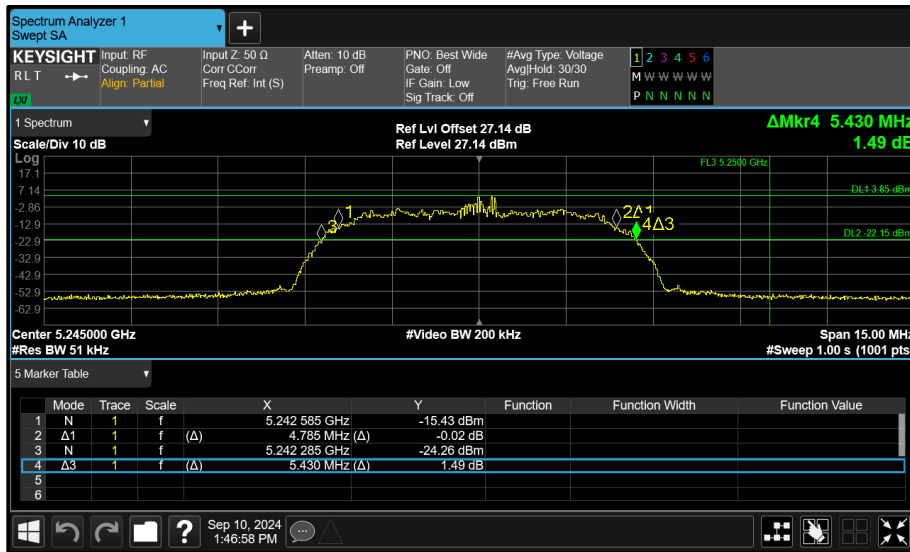 Spectrum Analyzer 1
Swept SA
+
KEYSIGHT
RLT
LXI
Input: RF
Coupling: AC
Align: Partial
Input Z: 50 Ω
Corr CCorr
Freq Ref: Int (S)
Atten: 10 dB
Preamp: Off
PNO: Best Wide
Gate: Off
IF Gain: Low
Sig Track: Off
#Avg Type: Voltage
Avg|Hold: 30/30
Trig: Free Run
1 2 3 4 5 6
M W W W W W
P N N N N N
1 Spectrum
Scale/Div 10 dB
Ref Lvl Offset 27.14 dB
Ref Level 27.14 dBm
ΔMkr4 5.430 MHz
1.49 dB
Log
FL3 5.2500 GHz
17.1
7.14
DL1 3.85 dBm
-2.86
1
2Δ1
-12.9
3
4Δ3
-22.9
DL2 -22.15 dBm
-32.9
-42.9
-52.9
-62.9
Center 5.245000 GHz
#Video BW 200 kHz
Span 15.00 MHz
#Res BW 51 kHz
#Sweep 1.00 s (1001 pts
5 Marker Table
Mode Trace Scale X Y Function Function Width Function Value
1 N 1 f 5.242 585 GHz -15.43 dBm
2 Δ1 1 f (Δ) 4.785 MHz (Δ) -0.02 dB
3 N 1 f 5.242 285 GHz -24.26 dBm
4 Δ3 1 f (Δ) 5.430 MHz (Δ) 1.49 dB
5
6
?
Sep 10, 2024
1:46:58 PM